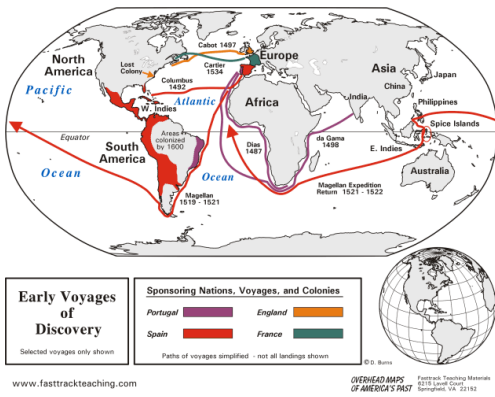 Cabot 1497
North
America
Lost
Colony
Cartier
1534
Europe
Asia
Japan
China
Columbus
1492
Pacific
Atlantic
W. Indies
Africa
India
Philippines
Spice Islands
Equator
Areas
colonized
by 1600
South
America
Dias
1487
da Gama
1498
E. Indies
Ocean
Ocean
Australia
Magellan
1519 - 1521
Magellan Expedition
Return 1521 - 1522
Early Voyages
of
Discovery
Selected voyages only shown
Sponsoring Nations, Voyages, and Colonies
Portugal
England
Spain
France
Paths of voyages simplified - not all landings shown
© D. Burns
www.fasttrackteaching.com
OVERHEAD MAPS
OF AMERICA'S PAST
Fasttrack Teaching Materials
6215 Lavell Court
Springfield, VA 22152